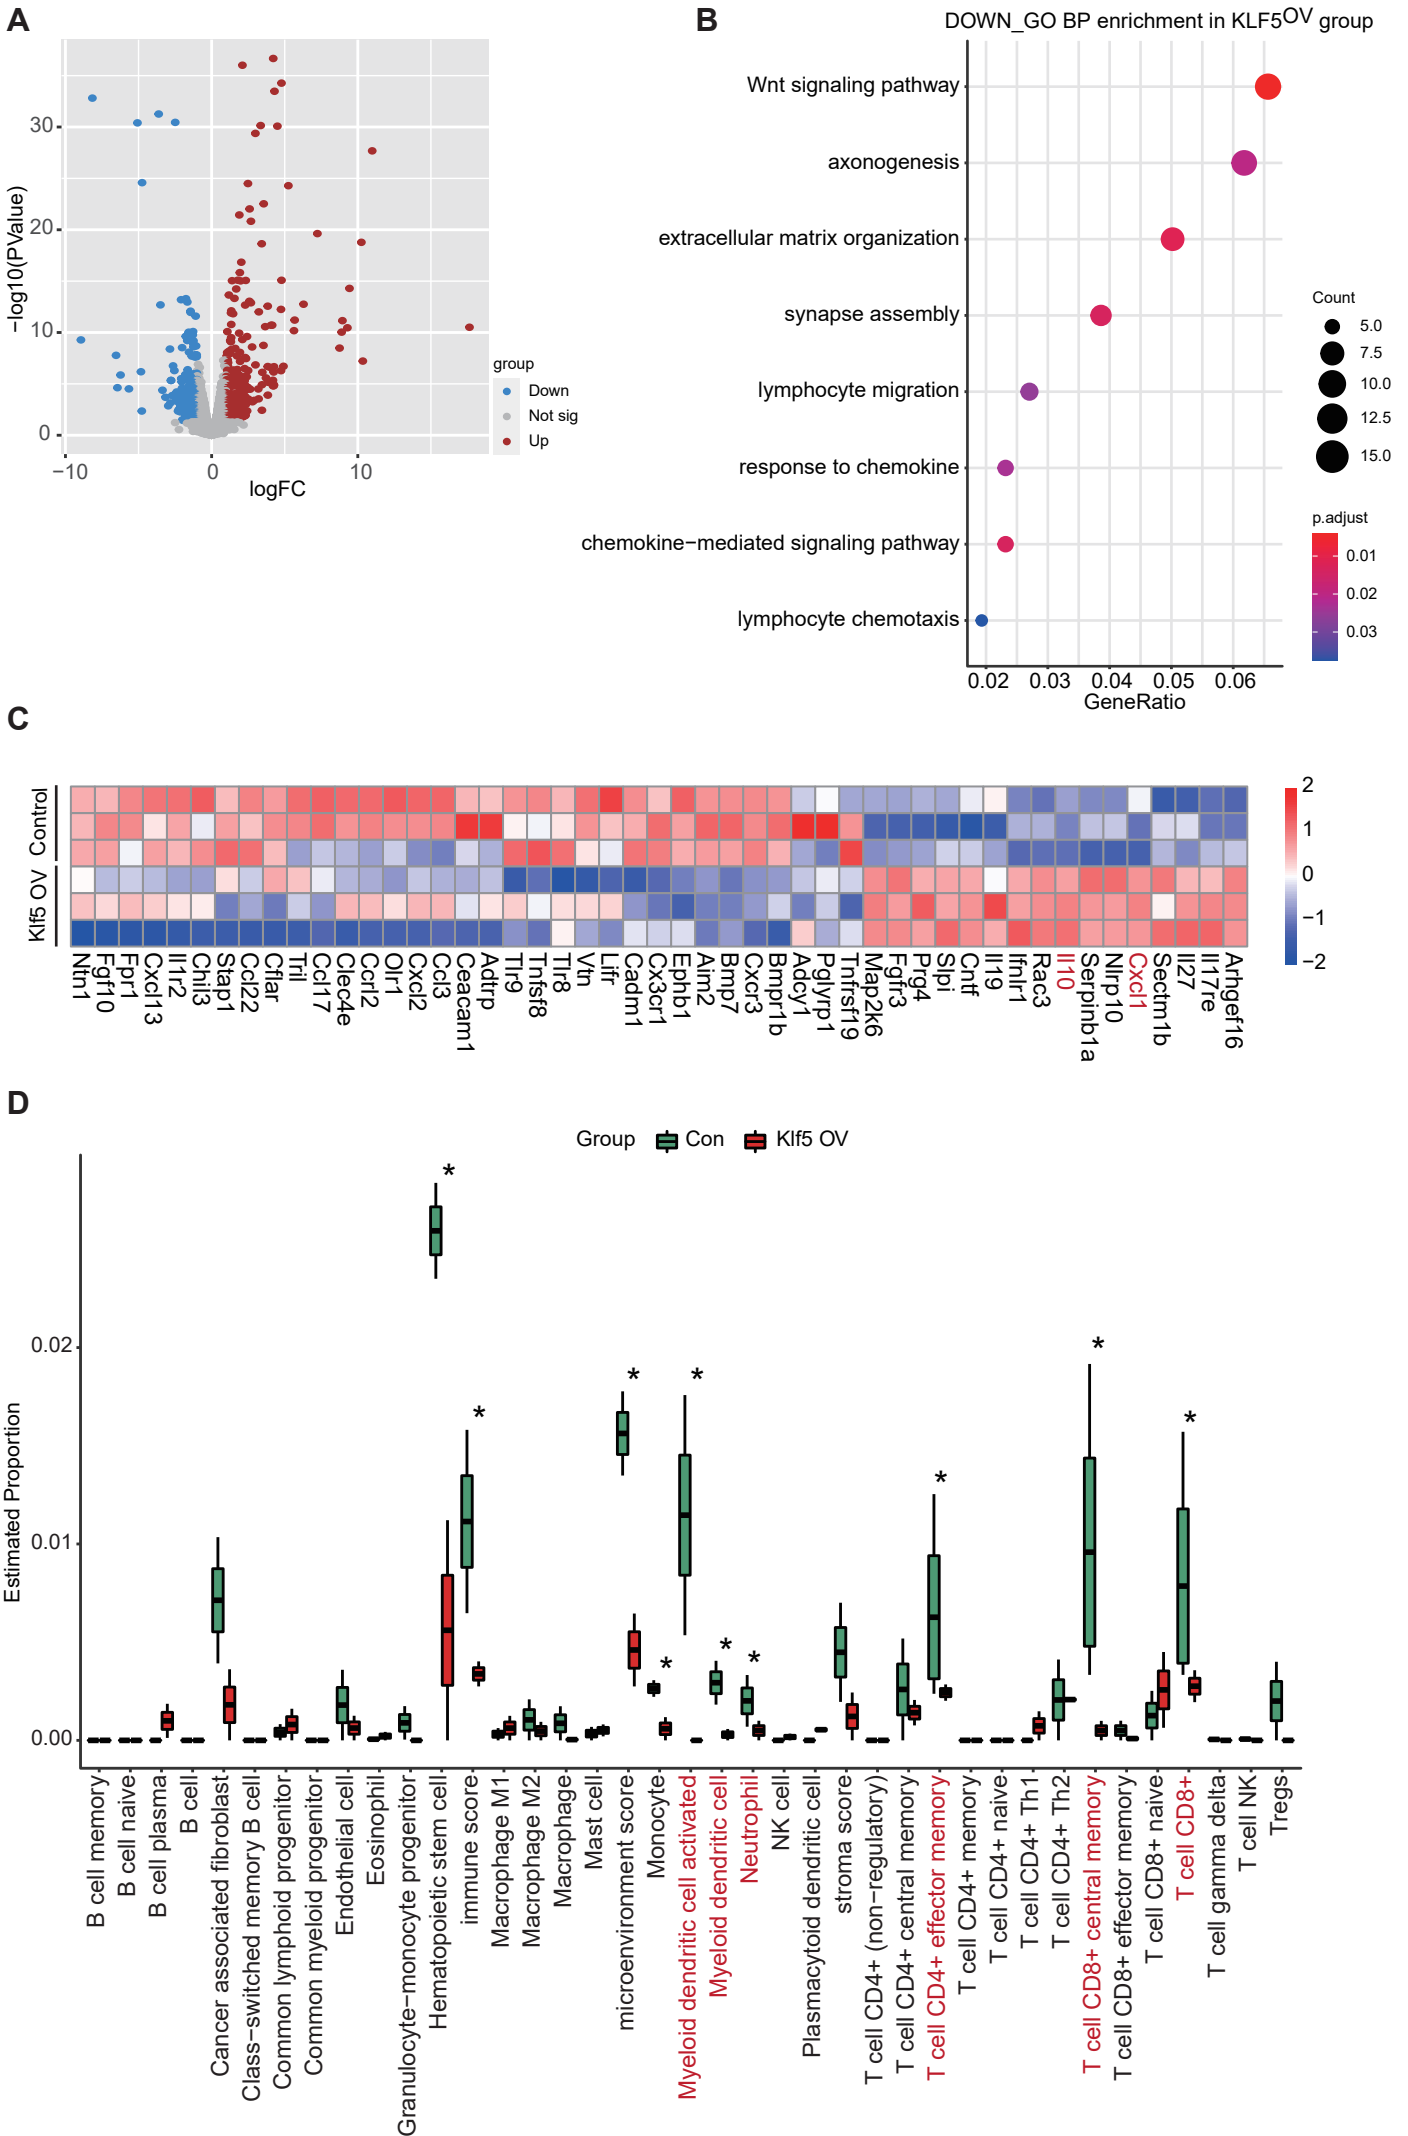 A
−log10(PValue)
30
20
10
0
−10
0
10
logFC
group
Down
Not sig
Up
B
DOWN_GO BP enrichment in KLF5OV group
Wnt signaling pathway
axonogenesis
extracellular matrix organization
synapse assembly
lymphocyte migration
response to chemokine
chemokine−mediated signaling pathway
lymphocyte chemotaxis
0.02
0.03
0.04
0.05
0.06
GeneRatio
Count
5.0
7.5
10.0
12.5
15.0
p.adjust
0.01
0.02
0.03
C
Control
Klf5 OV
Ntn1
Fgf10
Fpr1
Cxcl13
Il1r2
Chil3
Stap1
Ccl22
Cflar
Tril
Ccl17
Clec4e
Ccrl2
Olr1
Cxcl2
Ccl3
Ceacam1
Adtrp
Tlr9
Tnfsf8
Tlr8
Vtn
Lifr
Cadm1
Cx3cr1
Ephb1
Aim2
Bmp7
Cxcr3
Bmpr1b
Adcy1
Pglyrp1
Tnfrsf19
Map2k6
Fgfr3
Prg4
Slpi
Cntf
Il19
Ifnlr1
Rac3
Il10
Serpinb1a
Nlrp10
Cxcl1
Sectm1b
Il27
Il17re
Arhgef16
2
1
0
−1
−2
D
Group
Con
Klf5 OV
Estimated Proportion
0.02
0.01
0.00
*
*
*
*
*
*
*
*
*
*
B cell memory
B cell naive
B cell plasma
B cell
Cancer associated fibroblast
Class−switched memory B cell
Common lymphoid progenitor
Common myeloid progenitor
Endothelial cell
Eosinophil
Granulocyte−monocyte progenitor
Hematopoietic stem cell
immune score
Macrophage M1
Macrophage M2
Macrophage
Mast cell
microenvironment score
Monocyte
Myeloid dendritic cell activated
Myeloid dendritic cell
Neutrophil
NK cell
Plasmacytoid dendritic cell
stroma score
T cell CD4+ (non−regulatory)
T cell CD4+ central memory
T cell CD4+ effector memory
T cell CD4+ memory
T cell CD4+ naive
T cell CD4+ Th1
T cell CD4+ Th2
T cell CD8+ central memory
T cell CD8+ effector memory
T cell CD8+ naive
T cell CD8+
T cell gamma delta
T cell NK
Tregs